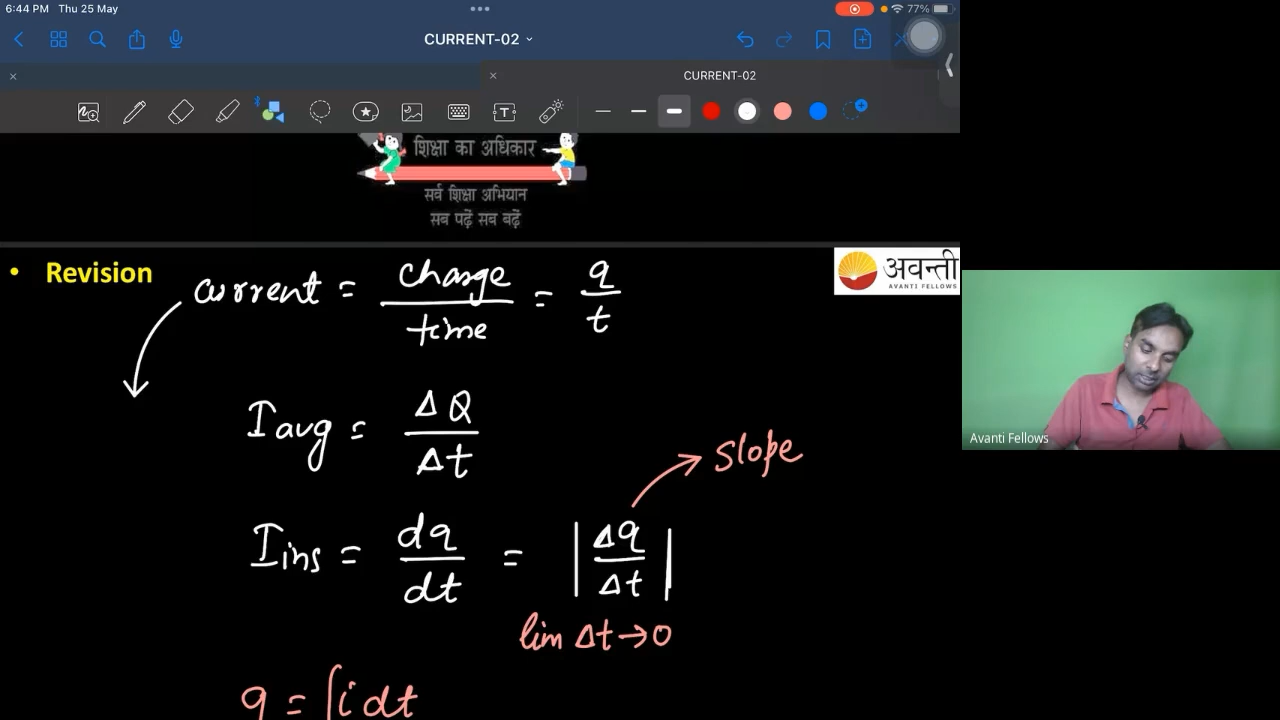 6:44 PM Thu 25 May
77%
CURRENT-02
CURRENT-02
T
शिक्षा का अधिकार
सर्व शिक्षा अभियान
सब पढ़ें सब बढ़ें
• Revision
अवन्ती
AVANTI FELLOWS
current = charge / time = q / t
I avg = ΔQ / Δt
slope
I ins = dq / dt = | Δq / Δt |
lim Δt → 0
q = ∫ i dt
Avanti Fellows